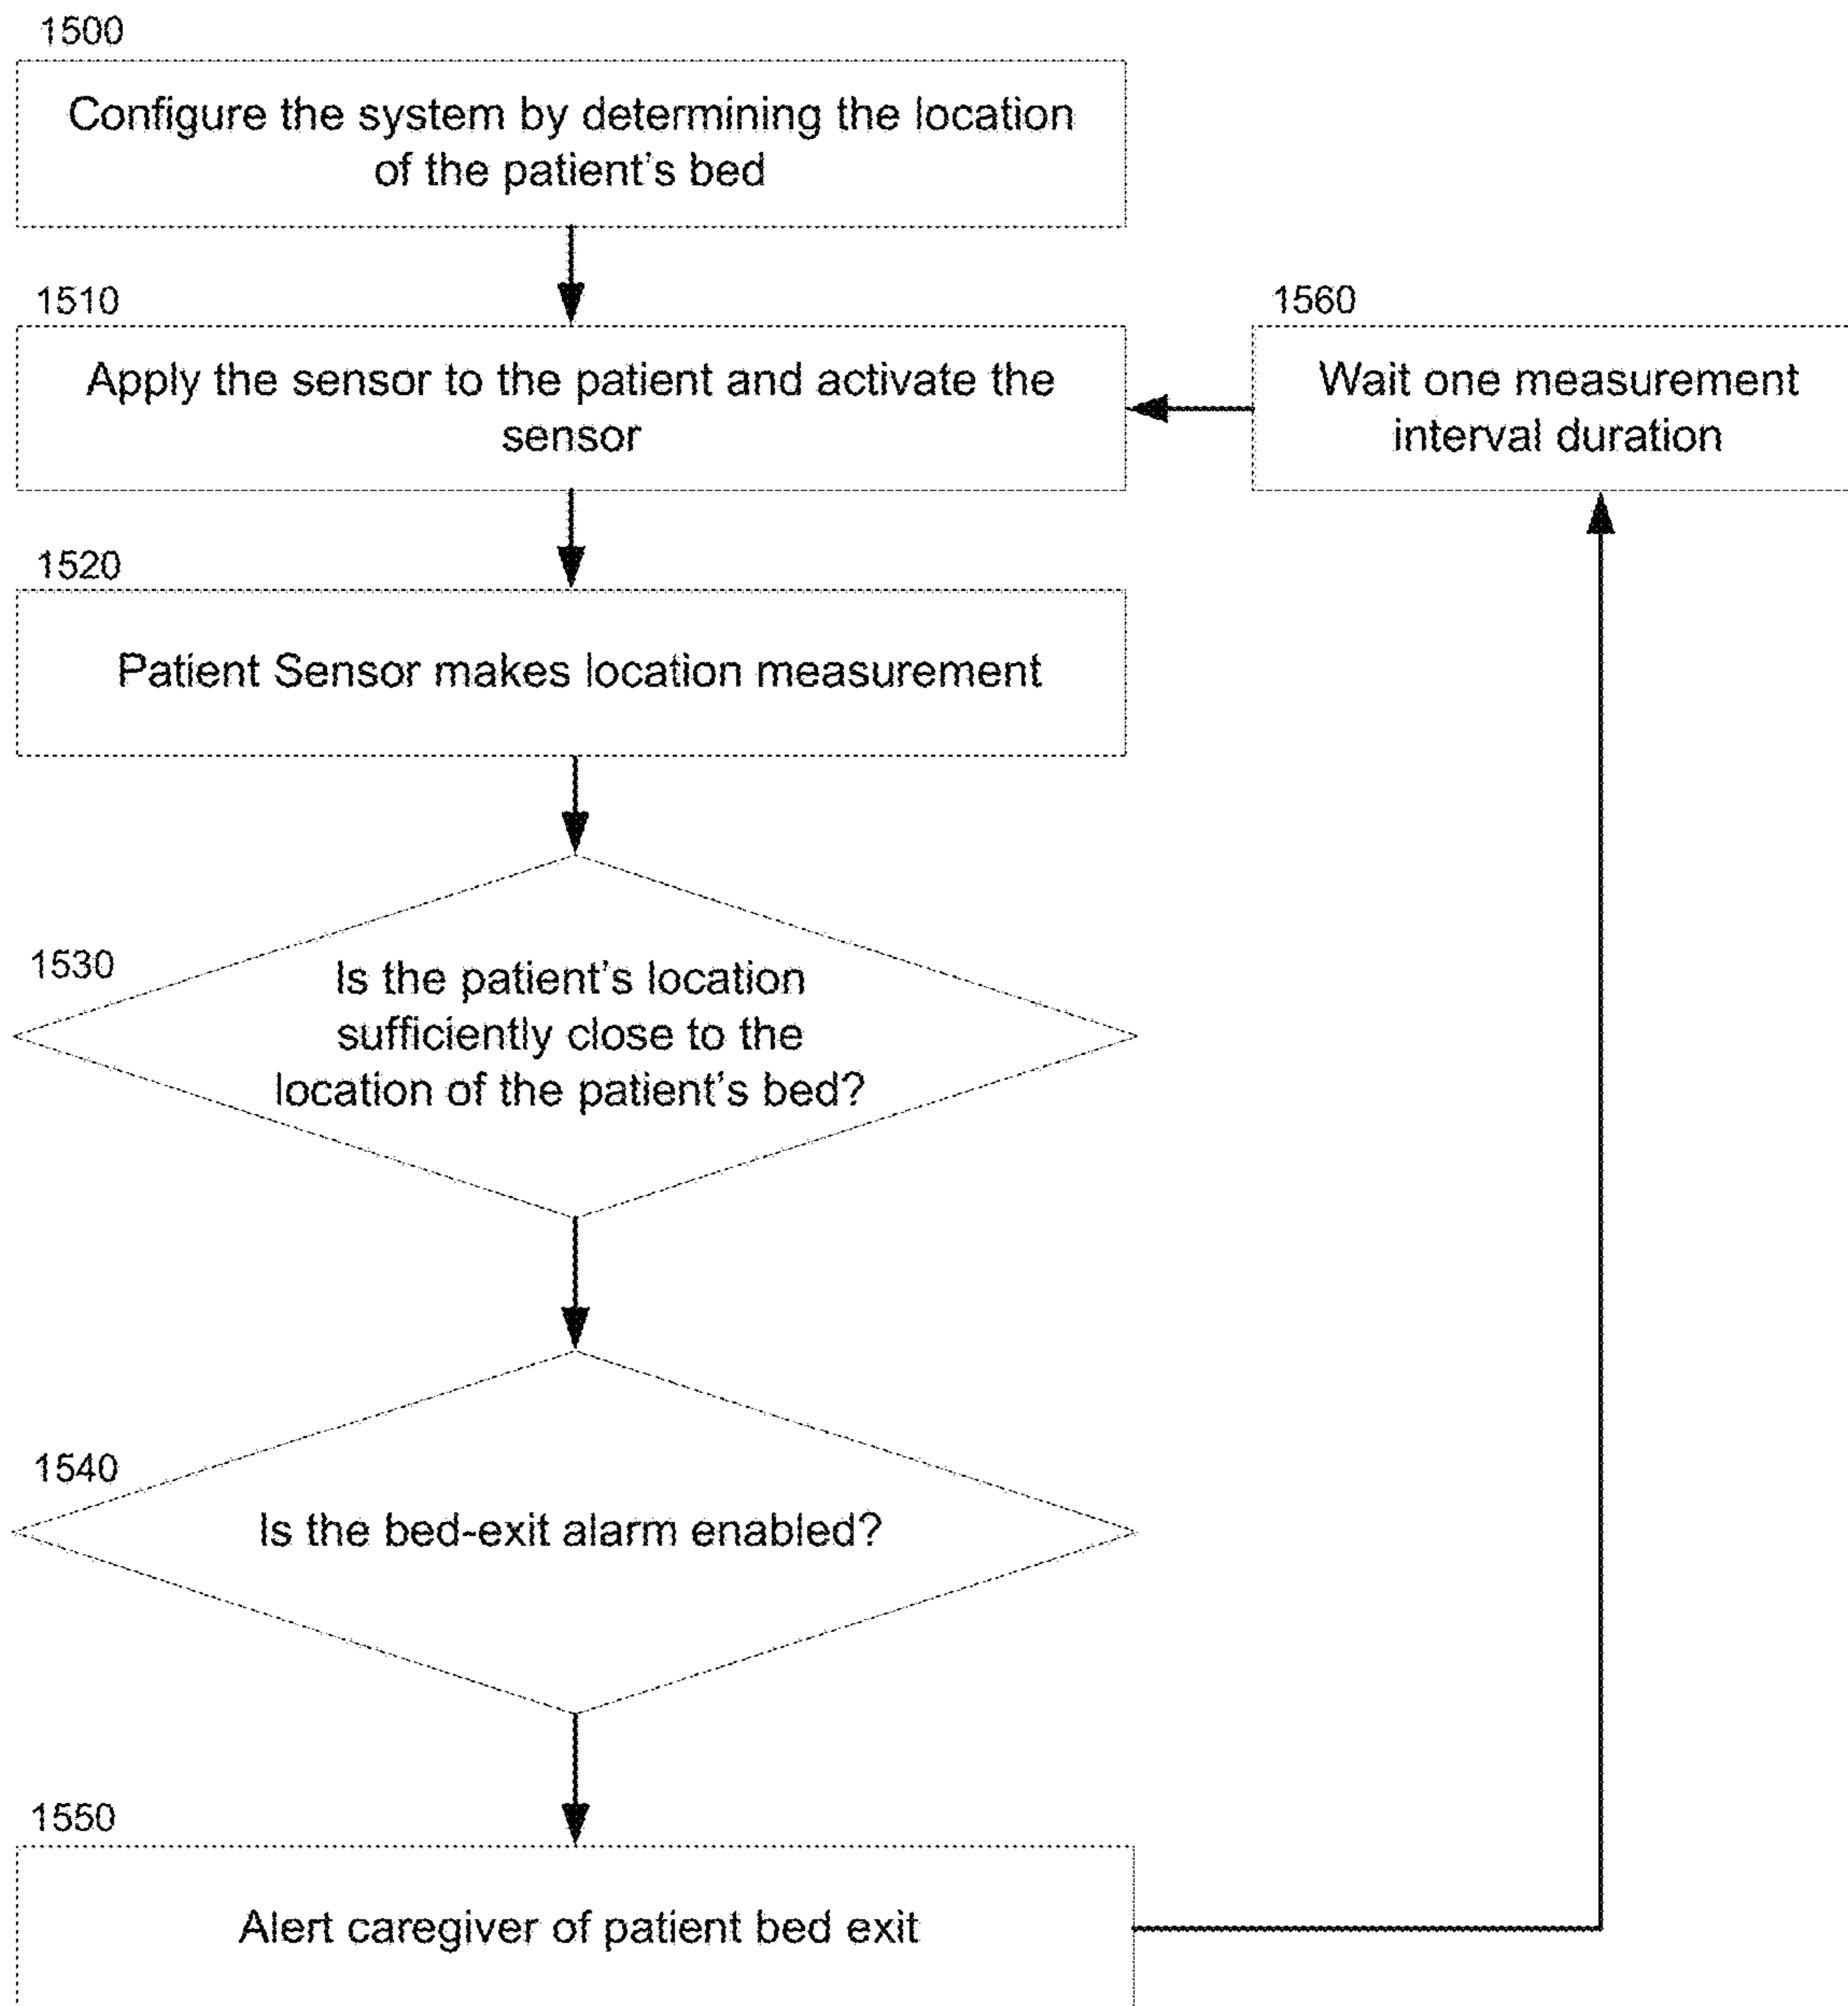 1500
Configure the system by determining the location
of the patient's bed
1510
Apply the sensor to the patient and activate the
sensor
1560
Wait one measurement
interval duration
1520
Patient Sensor makes location measurement
1530
Is the patient's location
sufficiently close to the
location of the patient's bed?
1540
Is the bed-exit alarm enabled?
1550
Alert caregiver of patient bed exit